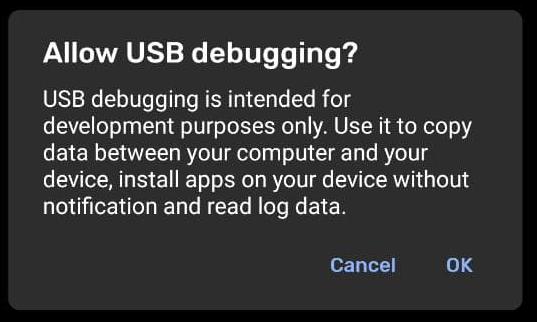 Allow USB debugging?
USB debugging is intended for
development purposes only. Use it to copy
data between your computer and your
device, install apps on your device without
notification and read log data.
Cancel OK